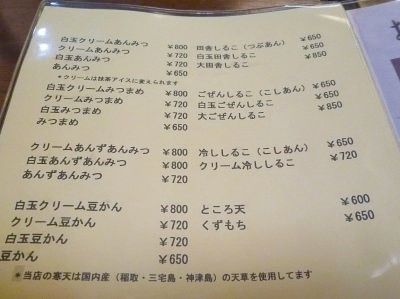 白玉クリームあんみつ ¥800
クリームあんみつ ¥720
白玉あんみつ ¥720
あんみつ ¥650
*クリームは抹茶アイスに変えられます
白玉クリームみつまめ ¥800
クリームみつまめ ¥720
白玉みつまめ ¥720
みつまめ ¥650
クリームあんずあんみつ ¥800
白玉あんずあんみつ ¥800
あんずあんみつ ¥720
白玉クリーム豆かん ¥800
クリーム豆かん ¥720
白玉豆かん ¥720
豆かん ¥650
田舎しるこ（つぶあん） ¥650
白玉田舎しるこ ¥720
大田舎しるこ ¥850
ごぜんしるこ（こしあん） ¥650
白玉ごぜんしるこ ¥720
大ごぜんしるこ ¥850
冷ししるこ（こしあん） ¥650
クリーム冷ししるこ ¥720
ところ天 ¥600
くずもち ¥650
*当店の寒天は国内産（稲取・三宅島・神津島）の天草を使用してます